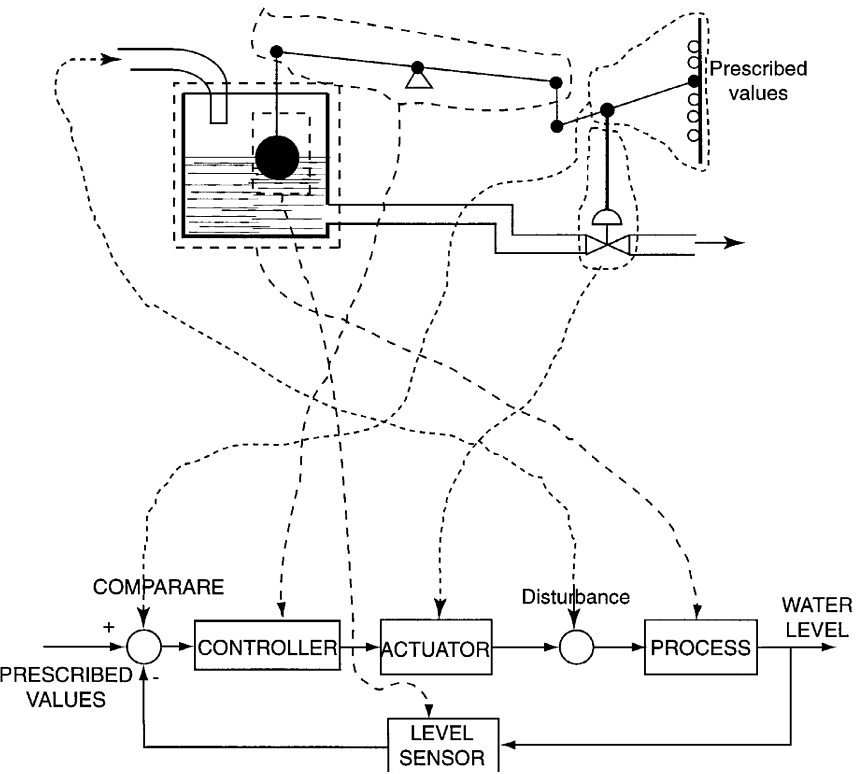 Prescribed
values
COMPARARE
Disturbance
WATER
LEVEL
+
CONTROLLER
ACTUATOR
PROCESS
PRESCRIBED
VALUES
-
LEVEL
SENSOR